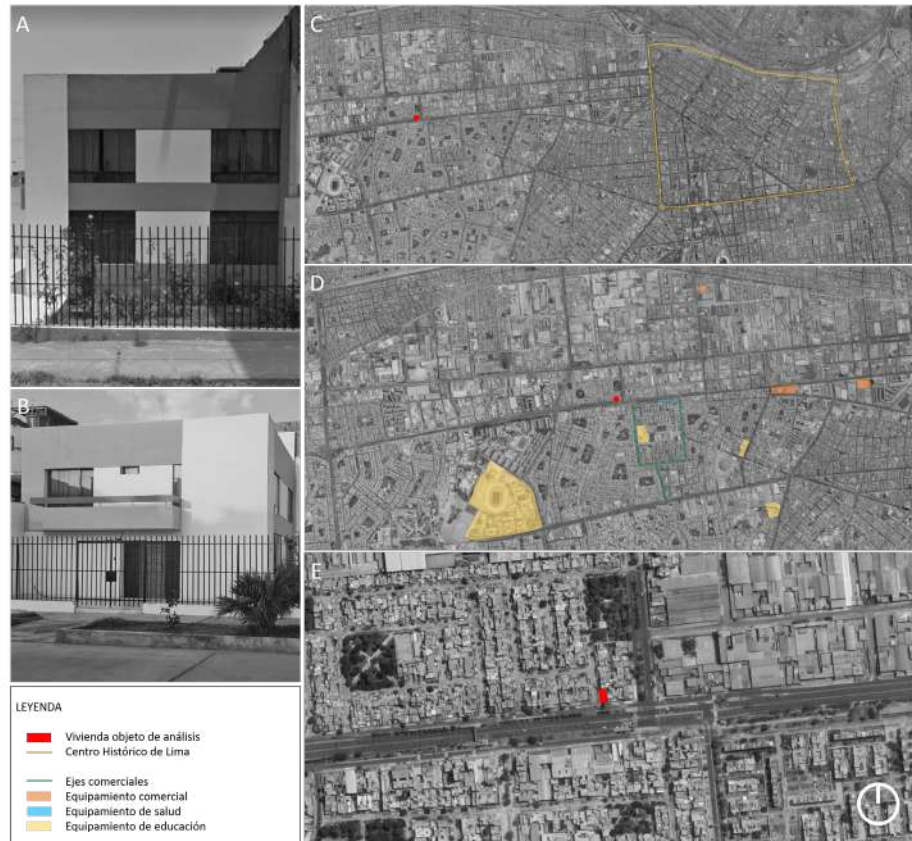 A
B
C
D
E
LEYENDA
Vivienda objeto de análisis
Centro Histórico de Lima
Ejes comerciales
Equipamiento comercial
Equipamiento de salud
Equipamiento de educación